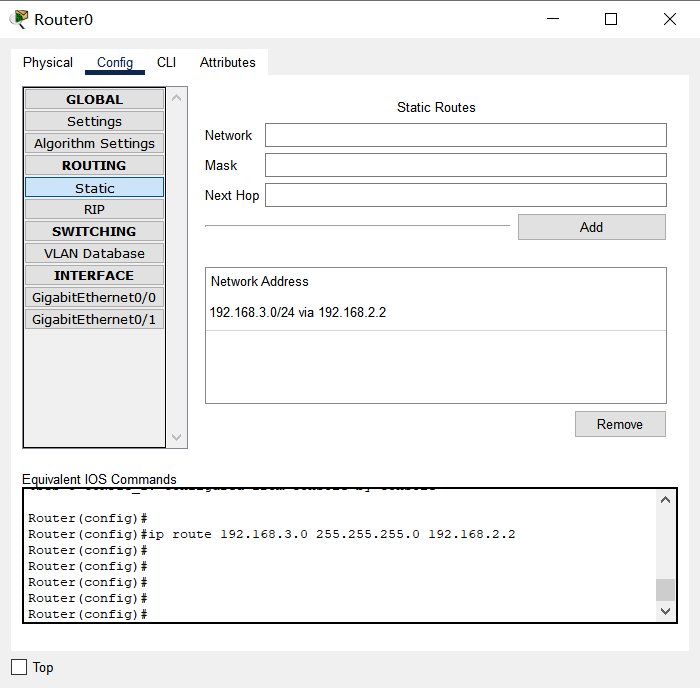 Router0
Physical Config CLI Attributes
GLOBAL
Settings
Algorithm Settings
ROUTING
Static
RIP
SWITCHING
VLAN Database
INTERFACE
GigabitEthernet0/0
GigabitEthernet0/1
Static Routes
Network
Mask
Next Hop
Add
Network Address
192.168.3.0/24 via 192.168.2.2
Remove
Equivalent IOS Commands
Router(config)#
Router(config)#ip route 192.168.3.0 255.255.255.0 192.168.2.2
Router(config)#
Router(config)#
Router(config)#
Router(config)#
Router(config)#
Top